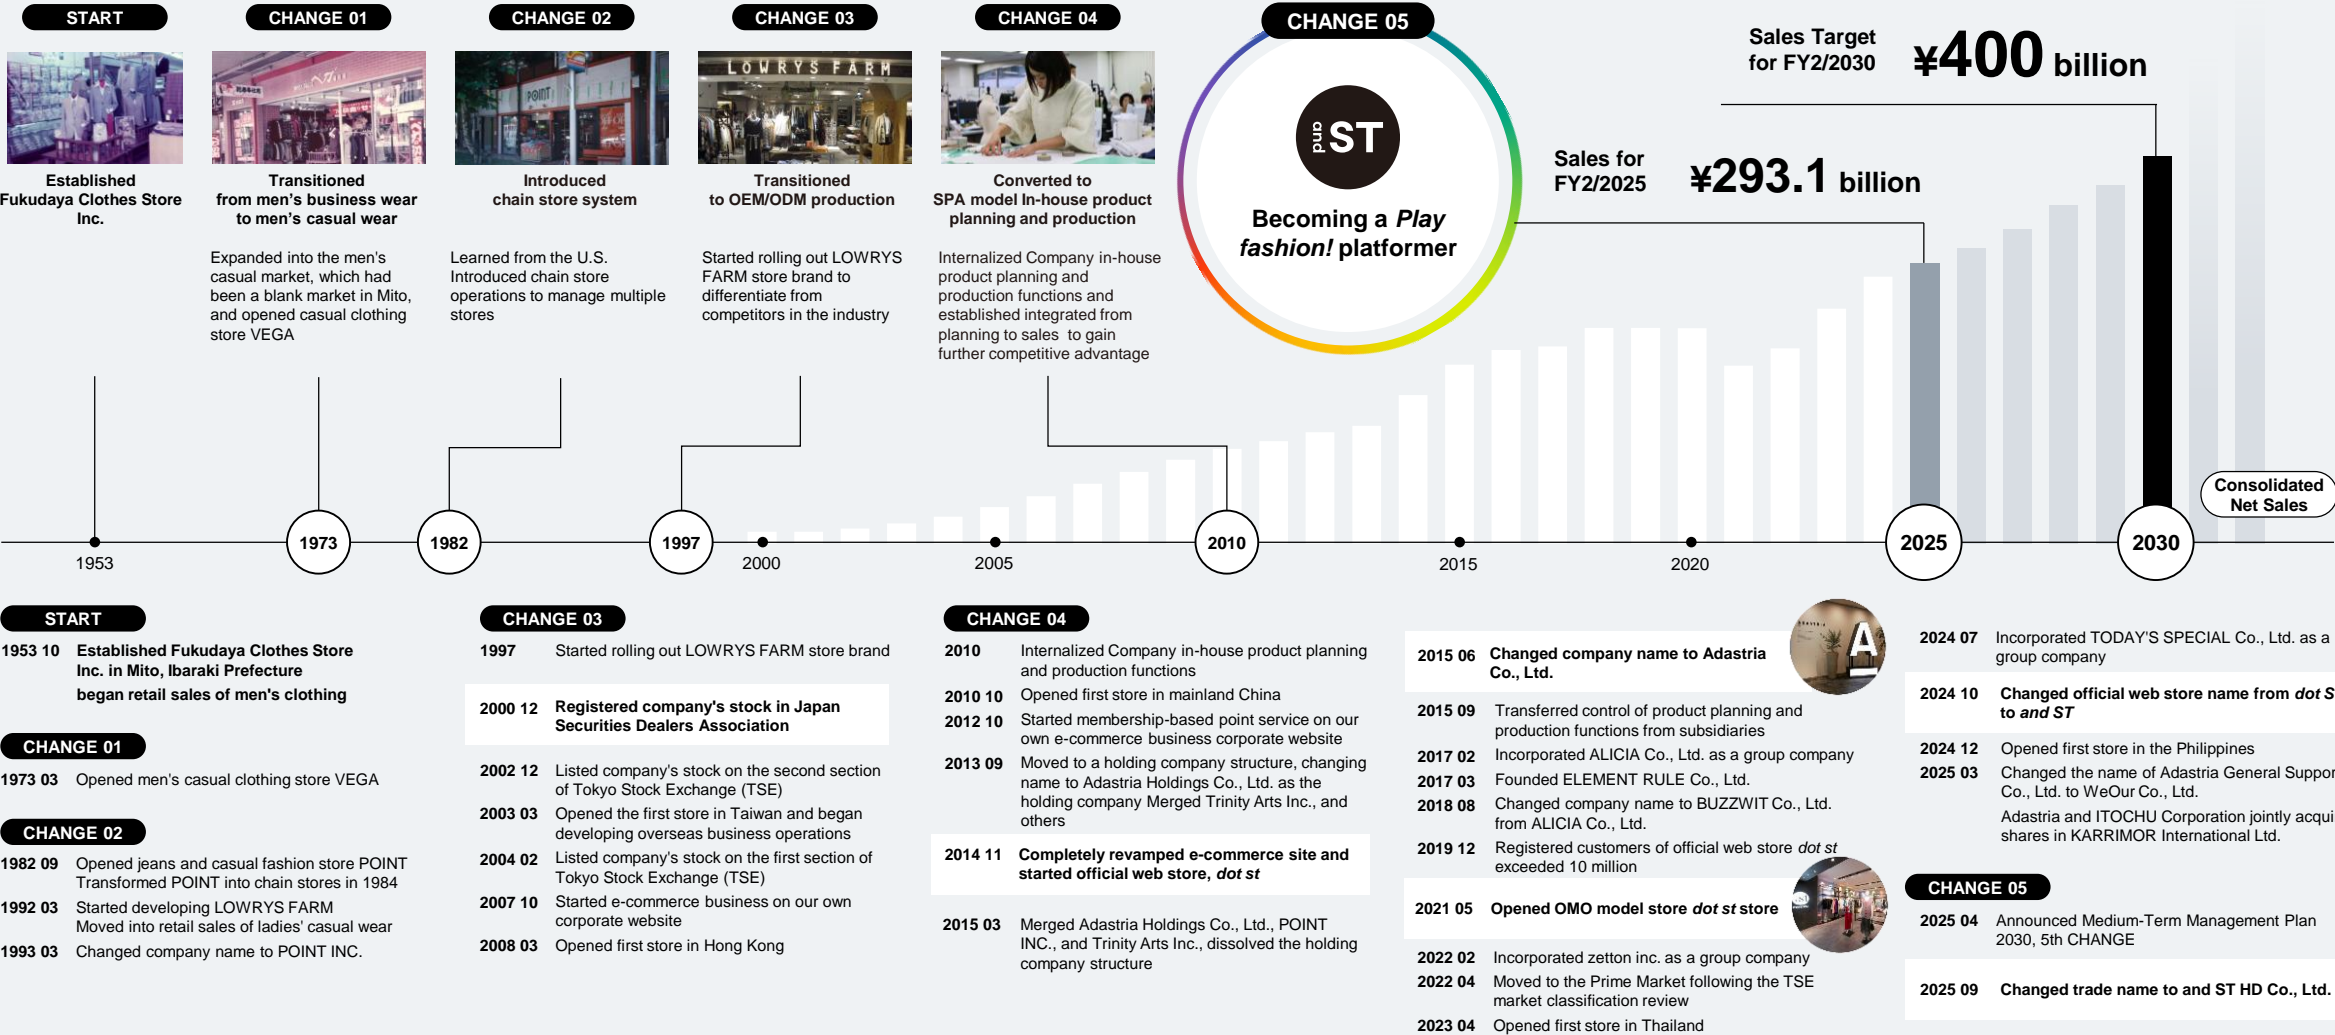 START
CHANGE 01
CHANGE 02
CHANGE 03
CHANGE 04
CHANGE 05
LOWRYS FARM
POINT
Established
Fukudaya Clothes Store
Inc.
Transitioned
from men's business wear
to men's casual wear
Expanded into the men's
casual market, which had
been a blank market in Mito,
and opened casual clothing
store VEGA
Introduced
chain store system
Learned from the U.S.
Introduced chain store
operations to manage multiple
stores
Transitioned
to OEM/ODM production
Started rolling out LOWRYS
FARM store brand to
differentiate from
competitors in the industry
Converted to
SPA model In-house product
planning and production
Internalized Company in-house
product planning and
production functions and
established integrated from
planning to sales to gain
further competitive advantage
and ST
Becoming a Play
fashion! platformer
Sales Target
for FY2/2030
¥400 billion
Sales for
FY2/2025
¥293.1 billion
Consolidated
Net Sales
1953
1973
1982
1997
2000
2005
2010
2015
2020
2025
2030
START
1953 10 Established Fukudaya Clothes Store
Inc. in Mito, Ibaraki Prefecture
began retail sales of men's clothing
CHANGE 01
1973 03 Opened men's casual clothing store VEGA
CHANGE 02
1982 09 Opened jeans and casual fashion store POINT
Transformed POINT into chain stores in 1984
1992 03 Started developing LOWRYS FARM
Moved into retail sales of ladies' casual wear
1993 03 Changed company name to POINT INC.
CHANGE 03
1997 Started rolling out LOWRYS FARM store brand
2000 12 Registered company's stock in Japan
Securities Dealers Association
2002 12 Listed company's stock on the second section
of Tokyo Stock Exchange (TSE)
2003 03 Opened the first store in Taiwan and began
developing overseas business operations
2004 02 Listed company's stock on the first section of
Tokyo Stock Exchange (TSE)
2007 10 Started e-commerce business on our own
corporate website
2008 03 Opened first store in Hong Kong
CHANGE 04
2010 Internalized Company in-house product planning
and production functions
2010 10 Opened first store in mainland China
2012 10 Started membership-based point service on our
own e-commerce business corporate website
2013 09 Moved to a holding company structure, changing
name to Adastria Holdings Co., Ltd. as the
holding company Merged Trinity Arts Inc., and
others
2014 11 Completely revamped e-commerce site and
started official web store, dot st
2015 03 Merged Adastria Holdings Co., Ltd., POINT
INC., and Trinity Arts Inc., dissolved the holding
company structure
2015 06 Changed company name to Adastria
Co., Ltd.
A
2015 09 Transferred control of product planning and
production functions from subsidiaries
2017 02 Incorporated ALICIA Co., Ltd. as a group company
2017 03 Founded ELEMENT RULE Co., Ltd.
2018 08 Changed company name to BUZZWIT Co., Ltd.
from ALICIA Co., Ltd.
2019 12 Registered customers of official web store dot st
exceeded 10 million
2021 05 Opened OMO model store dot st store
2022 02 Incorporated zetton inc. as a group company
2022 04 Moved to the Prime Market following the TSE
market classification review
2023 04 Opened first store in Thailand
2024 07 Incorporated TODAY'S SPECIAL Co., Ltd. as a
group company
2024 10 Changed official web store name from dot S
to and ST
2024 12 Opened first store in the Philippines
2025 03 Changed the name of Adastria General Suppor
Co., Ltd. to WeOur Co., Ltd.
Adastria and ITOCHU Corporation jointly acqui
shares in KARRIMOR International Ltd.
CHANGE 05
2025 04 Announced Medium-Term Management Plan
2030, 5th CHANGE
2025 09 Changed trade name to and ST HD Co., Ltd.